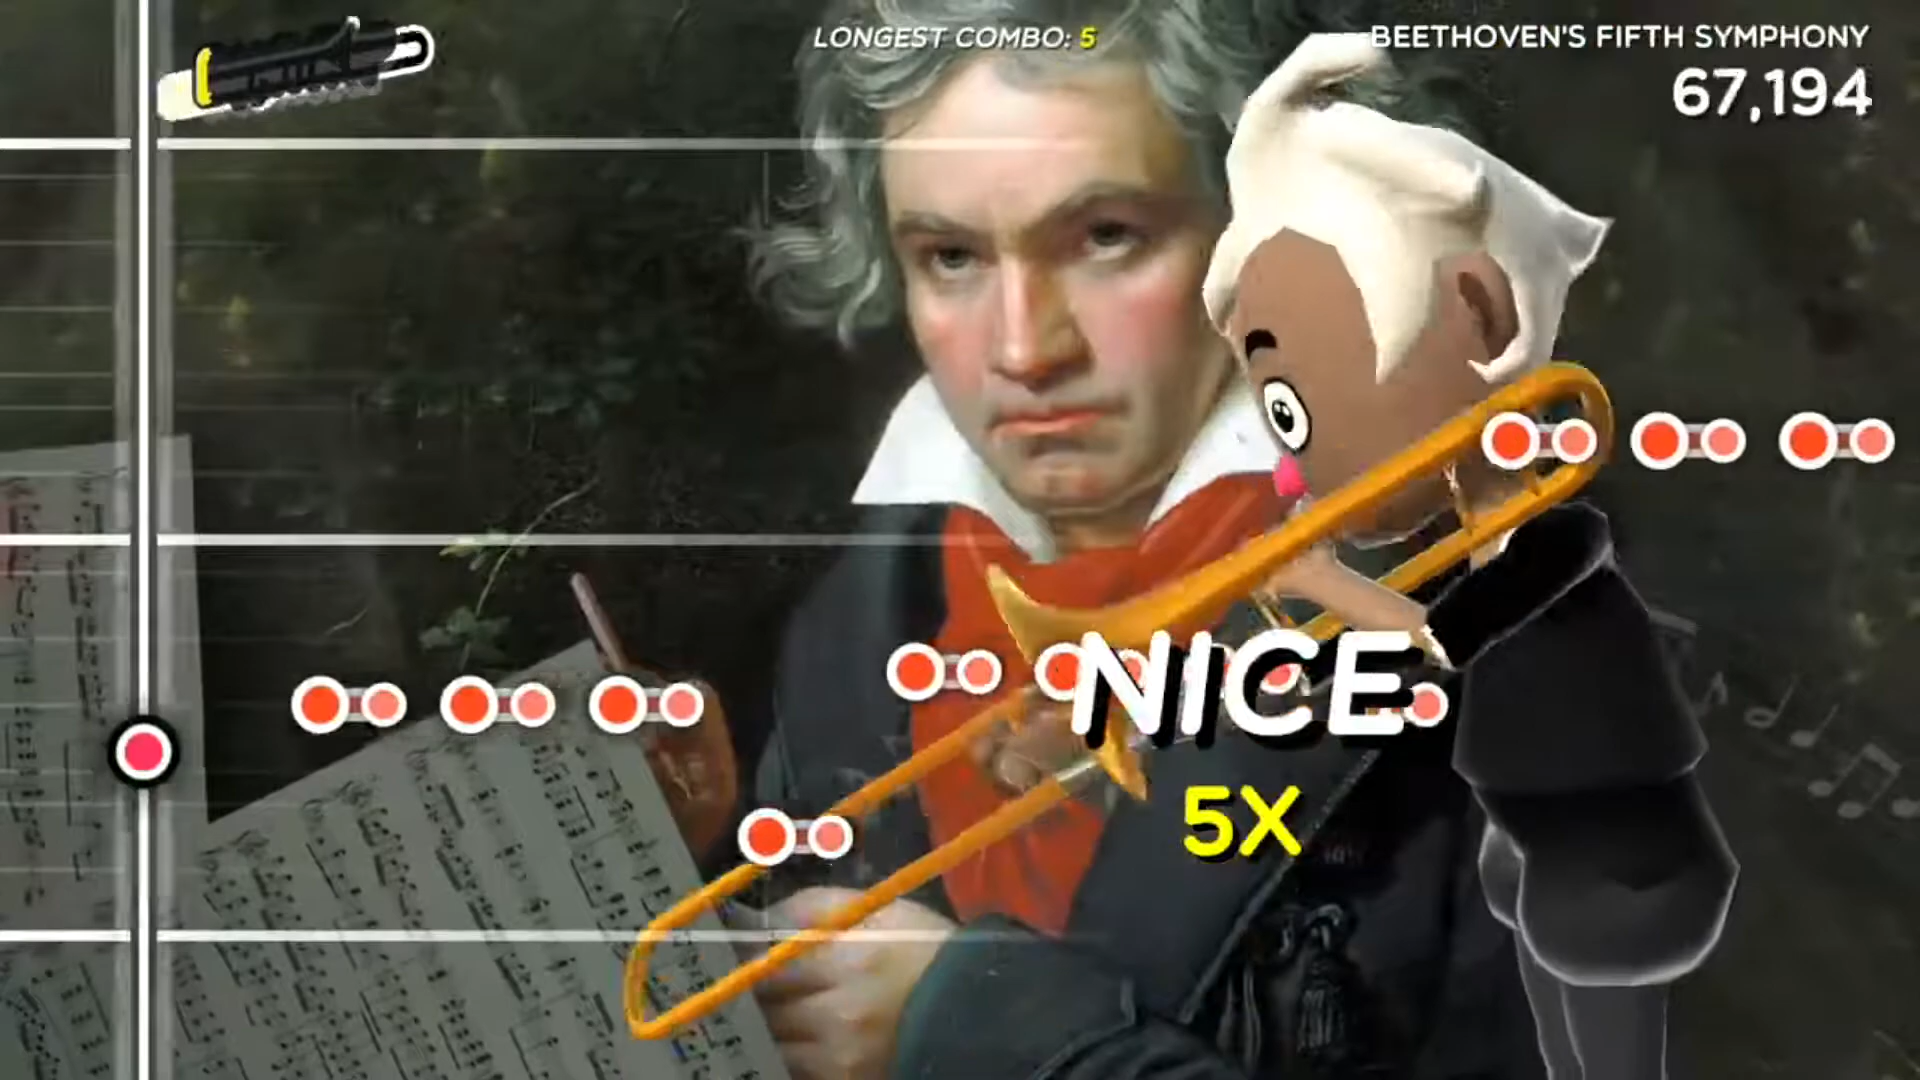 LONGEST COMBO: 5
BEETHOVEN'S FIFTH SYMPHONY
67,194
NICE
5X